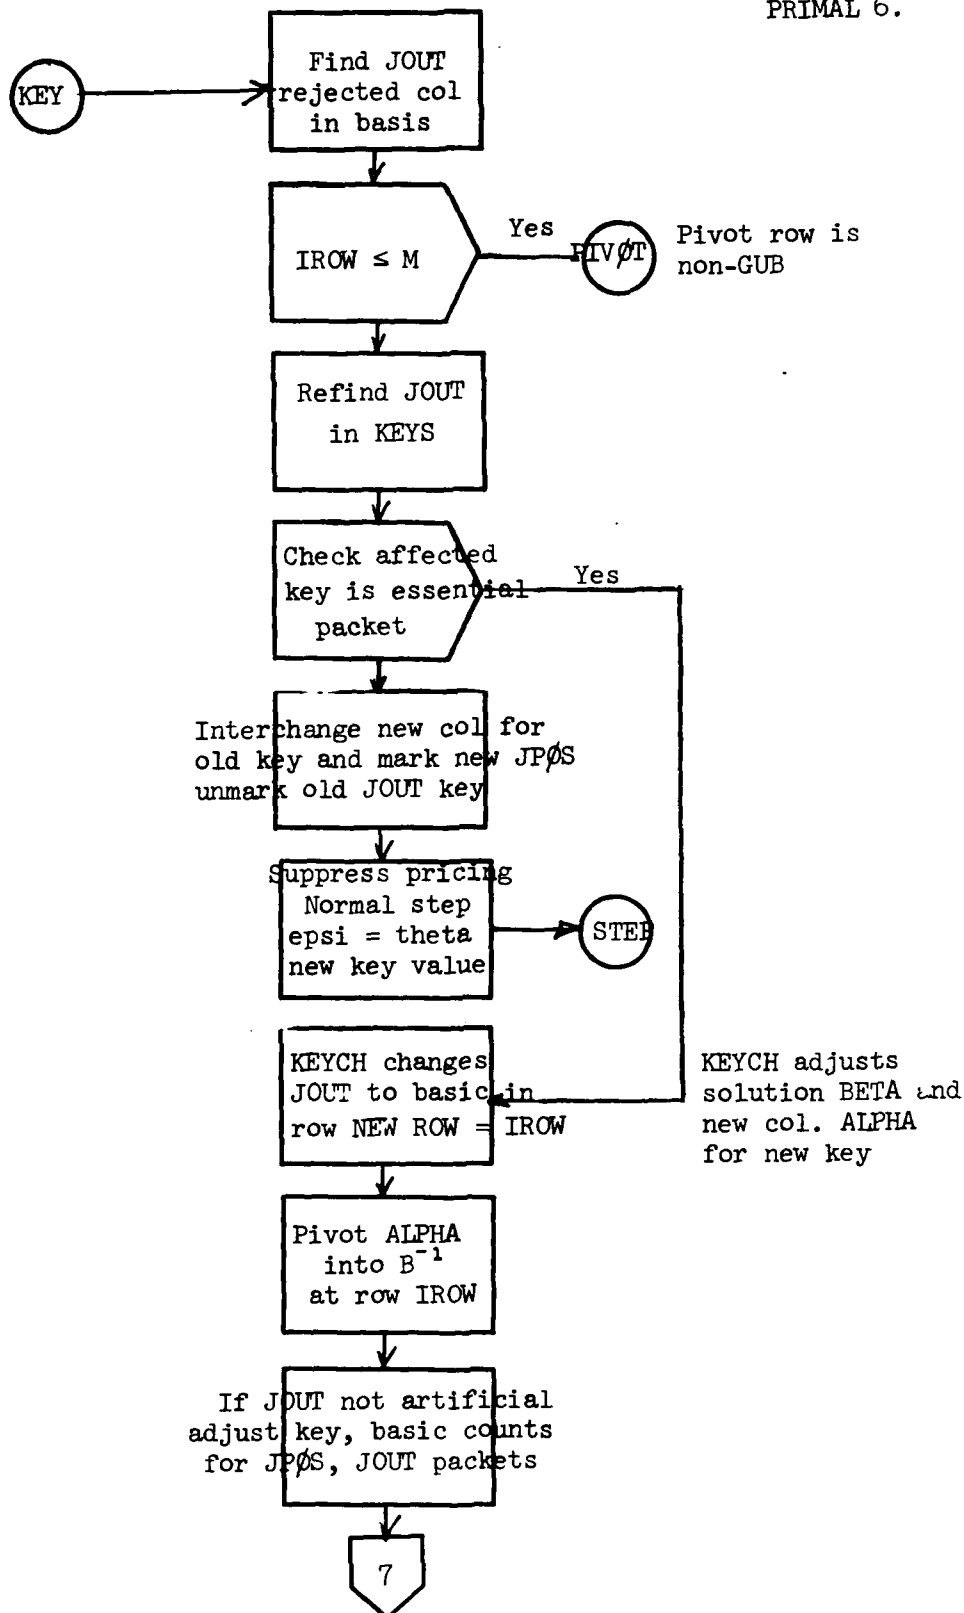 PRIMAL 6.
KEY
Find JOUT
rejected col
in basis
IROW ≤ M
Yes
PIVØT
Pivot row is
non-GUB
Refind JOUT
in KEYS
Check affected
key is essential
packet
Yes
Interchange new col for
old key and mark new JPØS
unmark old JOUT key
Suppress pricing
Normal step
epsi = theta
new key value
STEP
KEYCH changes
JOUT to basic in
row NEW ROW = IROW
KEYCH adjusts
solution BETA and
new col. ALPHA
for new key
Pivot ALPHA
into B⁻¹
at row IROW
If JOUT not artificial
adjust key, basic counts
for JPØS, JOUT packets
7